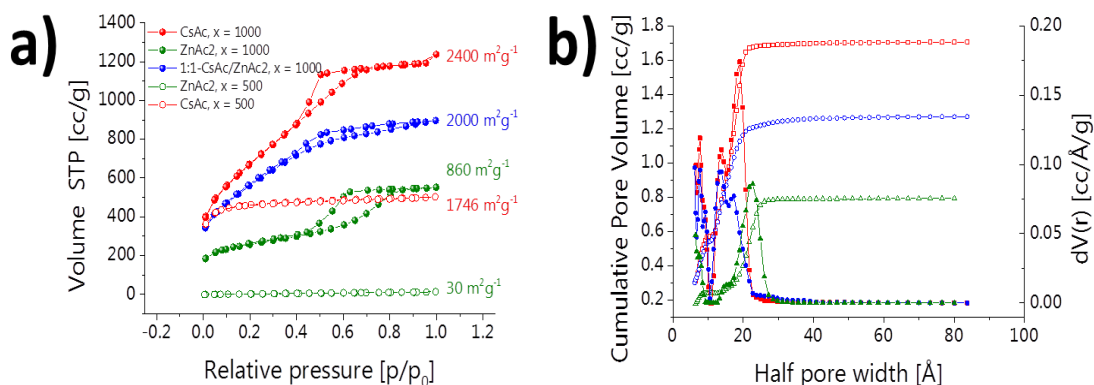 a)
Volume STP [cc/g]
1400
1200
1000
800
600
400
200
0
CsAc, x = 1000
ZnAc2, x = 1000
1:1-CsAc/ZnAc2, x = 1000
ZnAc2, x = 500
CsAc, x = 500
2400 m²g⁻¹
2000 m²g⁻¹
860 m²g⁻¹
1746 m²g⁻¹
30 m²g⁻¹
-0.2 0.0 0.2 0.4 0.6 0.8 1.0 1.2
Relative pressure [p/p₀]
b)
Cumulative Pore Volume [cc/g]
1.8
1.6
1.4
1.2
1.0
0.8
0.6
0.4
0.2
0.20
0.15
0.10
0.05
0.00
dV(r) [cc/Å/g]
0 20 40 60 80 100
Half pore width [Å]